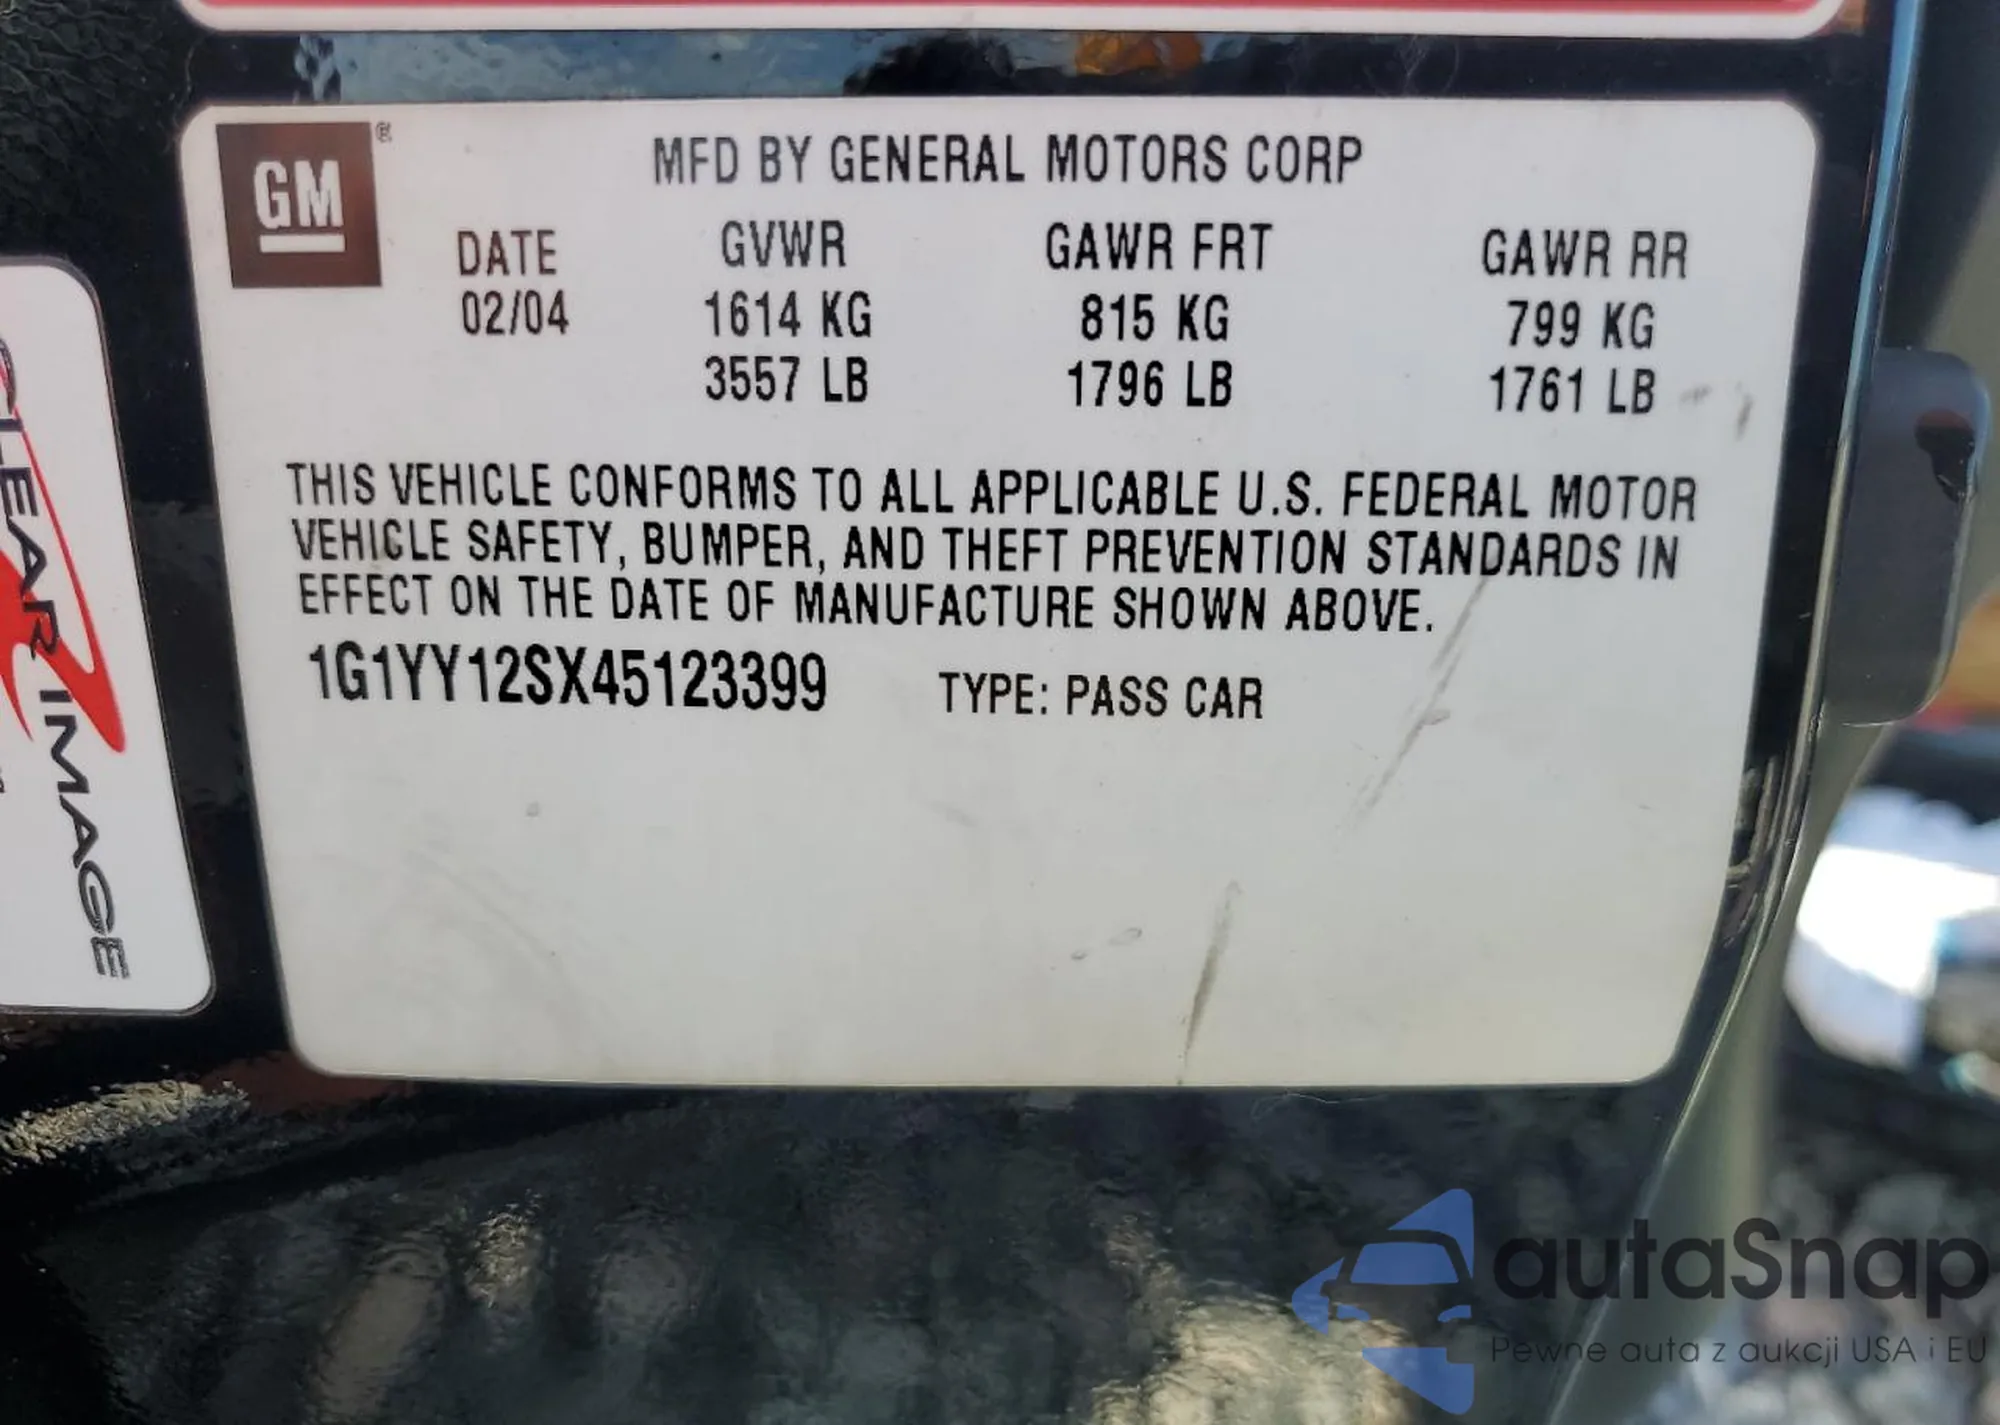 GM
MFD BY GENERAL MOTORS CORP
DATE GVWR GAWR FRT GAWR RR
02/04 1614 KG 815 KG 799 KG
3557 LB 1796 LB 1761 LB
THIS VEHICLE CONFORMS TO ALL APPLICABLE U.S. FEDERAL MOTOR
VEHICLE SAFETY, BUMPER, AND THEFT PREVENTION STANDARDS IN
EFFECT ON THE DATE OF MANUFACTURE SHOWN ABOVE.
1G1YY12SX45123399 TYPE: PASS CAR
CLEAR IMAGE
autaSnap
Pewne auta z aukcji USA i EU